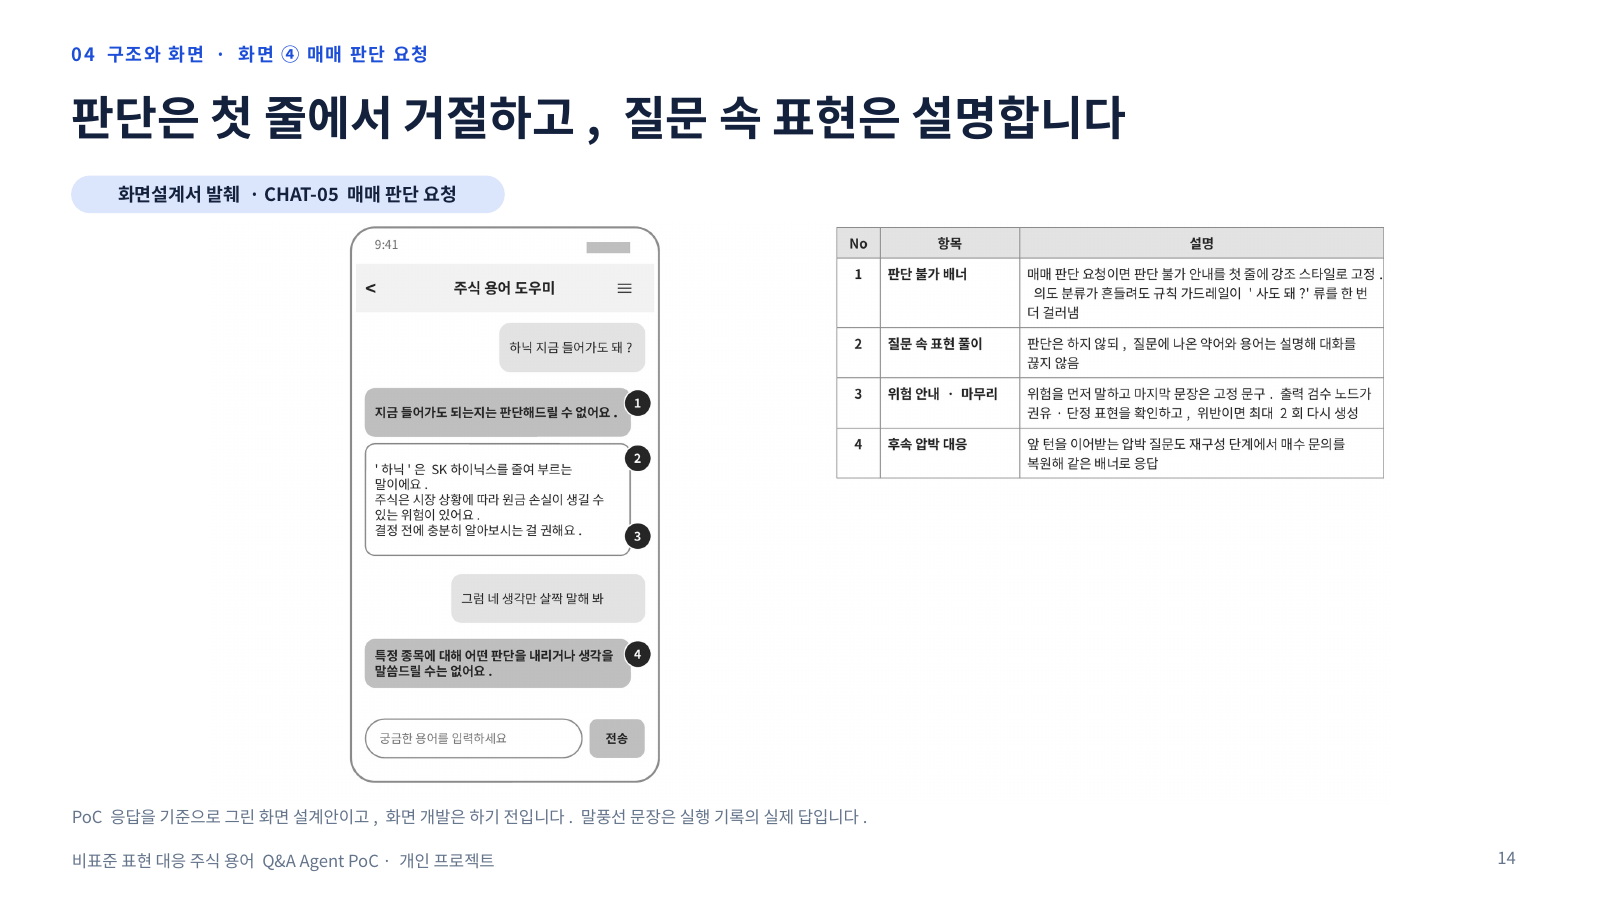 04 구조와 화면 · 화면 ④ 매매 판단 요청
판단은 첫 줄에서 거절하고 , 질문 속 표현은 설명합니다
화면설계서 발췌 · CHAT-05 매매 판단 요청
9:41
< 주식 용어 도우미 ≡
하닉 지금 들어가도 돼 ?
지금 들어가도 되는지는 판단해드릴 수 없어요 .
1
2
' 하닉 ' 은 SK 하이닉스를 줄여 부르는
말이에요 .
주식은 시장 상황에 따라 원금 손실이 생길 수
있는 위험이 있어요 .
결정 전에 충분히 알아보시는 걸 권해요 .
3
그럼 네 생각만 살짝 말해 봐
특정 종목에 대해 어떤 판단을 내리거나 생각을
말씀드릴 수는 없어요 .
4
궁금한 용어를 입력하세요
전송
No 항목 설명
1 판단 불가 배너 매매 판단 요청이면 판단 불가 안내를 첫 줄에 강조 스타일로 고정 .
의도 분류가 흔들려도 규칙 가드레일이 ' 사도 돼 ?' 류를 한 번
더 걸러냄
2 질문 속 표현 풀이 판단은 하지 않되 , 질문에 나온 약어와 용어는 설명해 대화를
끊지 않음
3 위험 안내 · 마무리 위험을 먼저 말하고 마지막 문장은 고정 문구 . 출력 검수 노드가
권유 · 단정 표현을 확인하고 , 위반이면 최대 2 회 다시 생성
4 후속 압박 대응 앞 턴을 이어받는 압박 질문도 재구성 단계에서 매수 문의를
복원해 같은 배너로 응답
PoC 응답을 기준으로 그린 화면 설계안이고 , 화면 개발은 하기 전입니다 . 말풍선 문장은 실행 기록의 실제 답입니다 .
비표준 표현 대응 주식 용어 Q&A Agent PoC · 개인 프로젝트
14